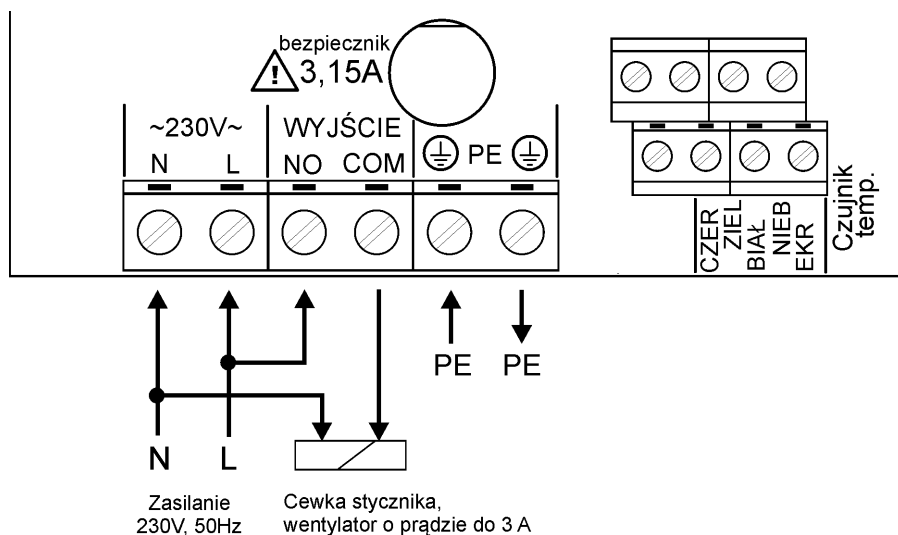 bezpiecznik
3,15A
~230V~
WYJŚCIE
N
L
NO
COM
PE
CZER
ZIEL
BIAŁ
NIEB
EKR
Czujnik
temp.
PE
PE
N
L
Zasilanie
230V, 50Hz
Cewka stycznika,
wentylator o prądzie do 3 A